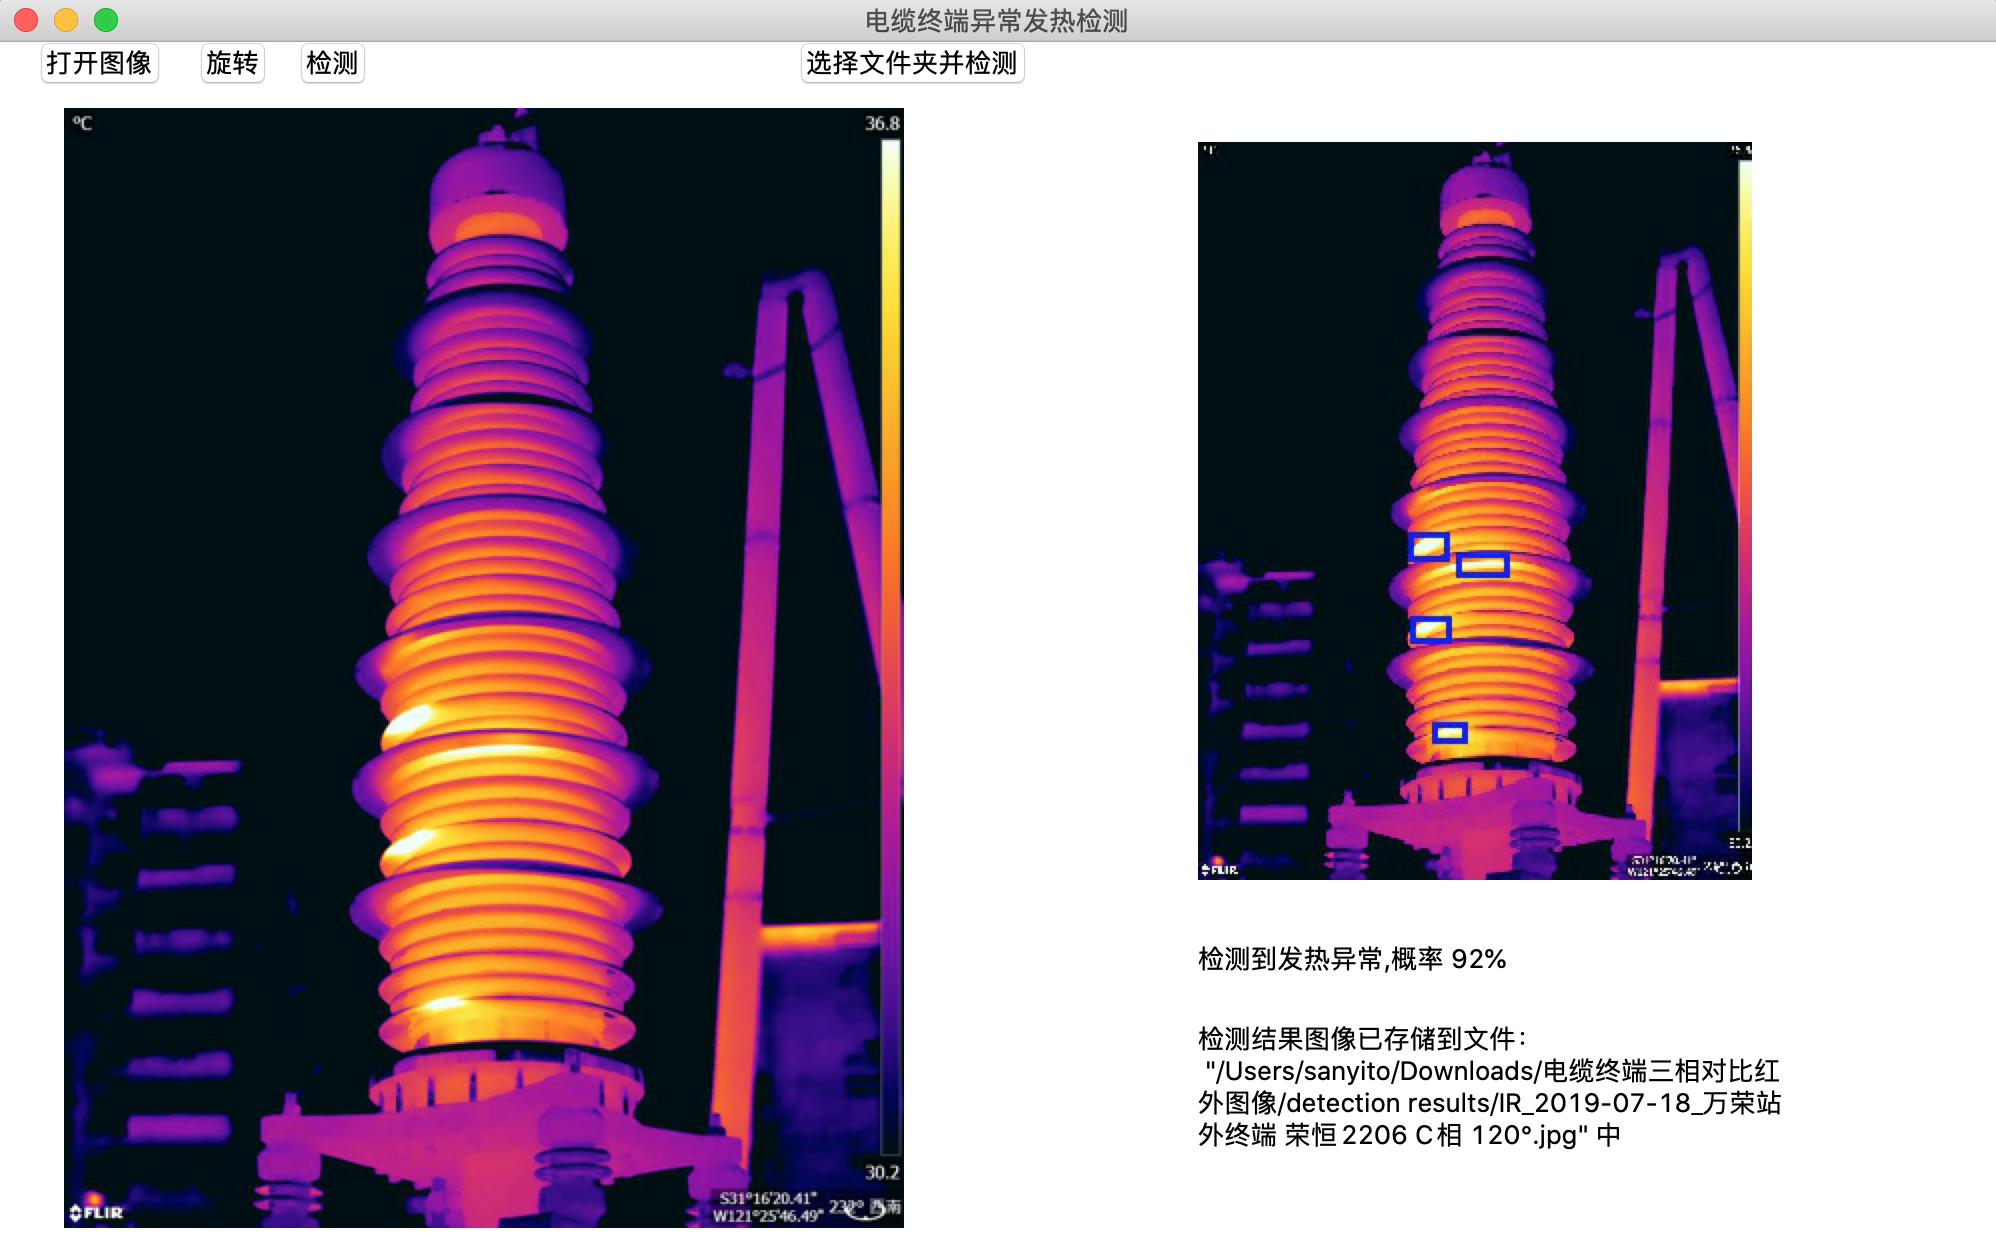 电缆终端异常发热检测
打开图像
旋转
检测
选择文件夹并检测
°C
36.8
30.2
S31°16'20.41"
W121°25'46.49"
西南
FLIR
FLIR
检测到发热异常,概率 92%
检测结果图像已存储到文件：
"/Users/sanyito/Downloads/电缆终端三相对比红
外图像/detection results/IR_2019-07-18_万荣站
外终端 荣恒2206 C相 120°.jpg" 中